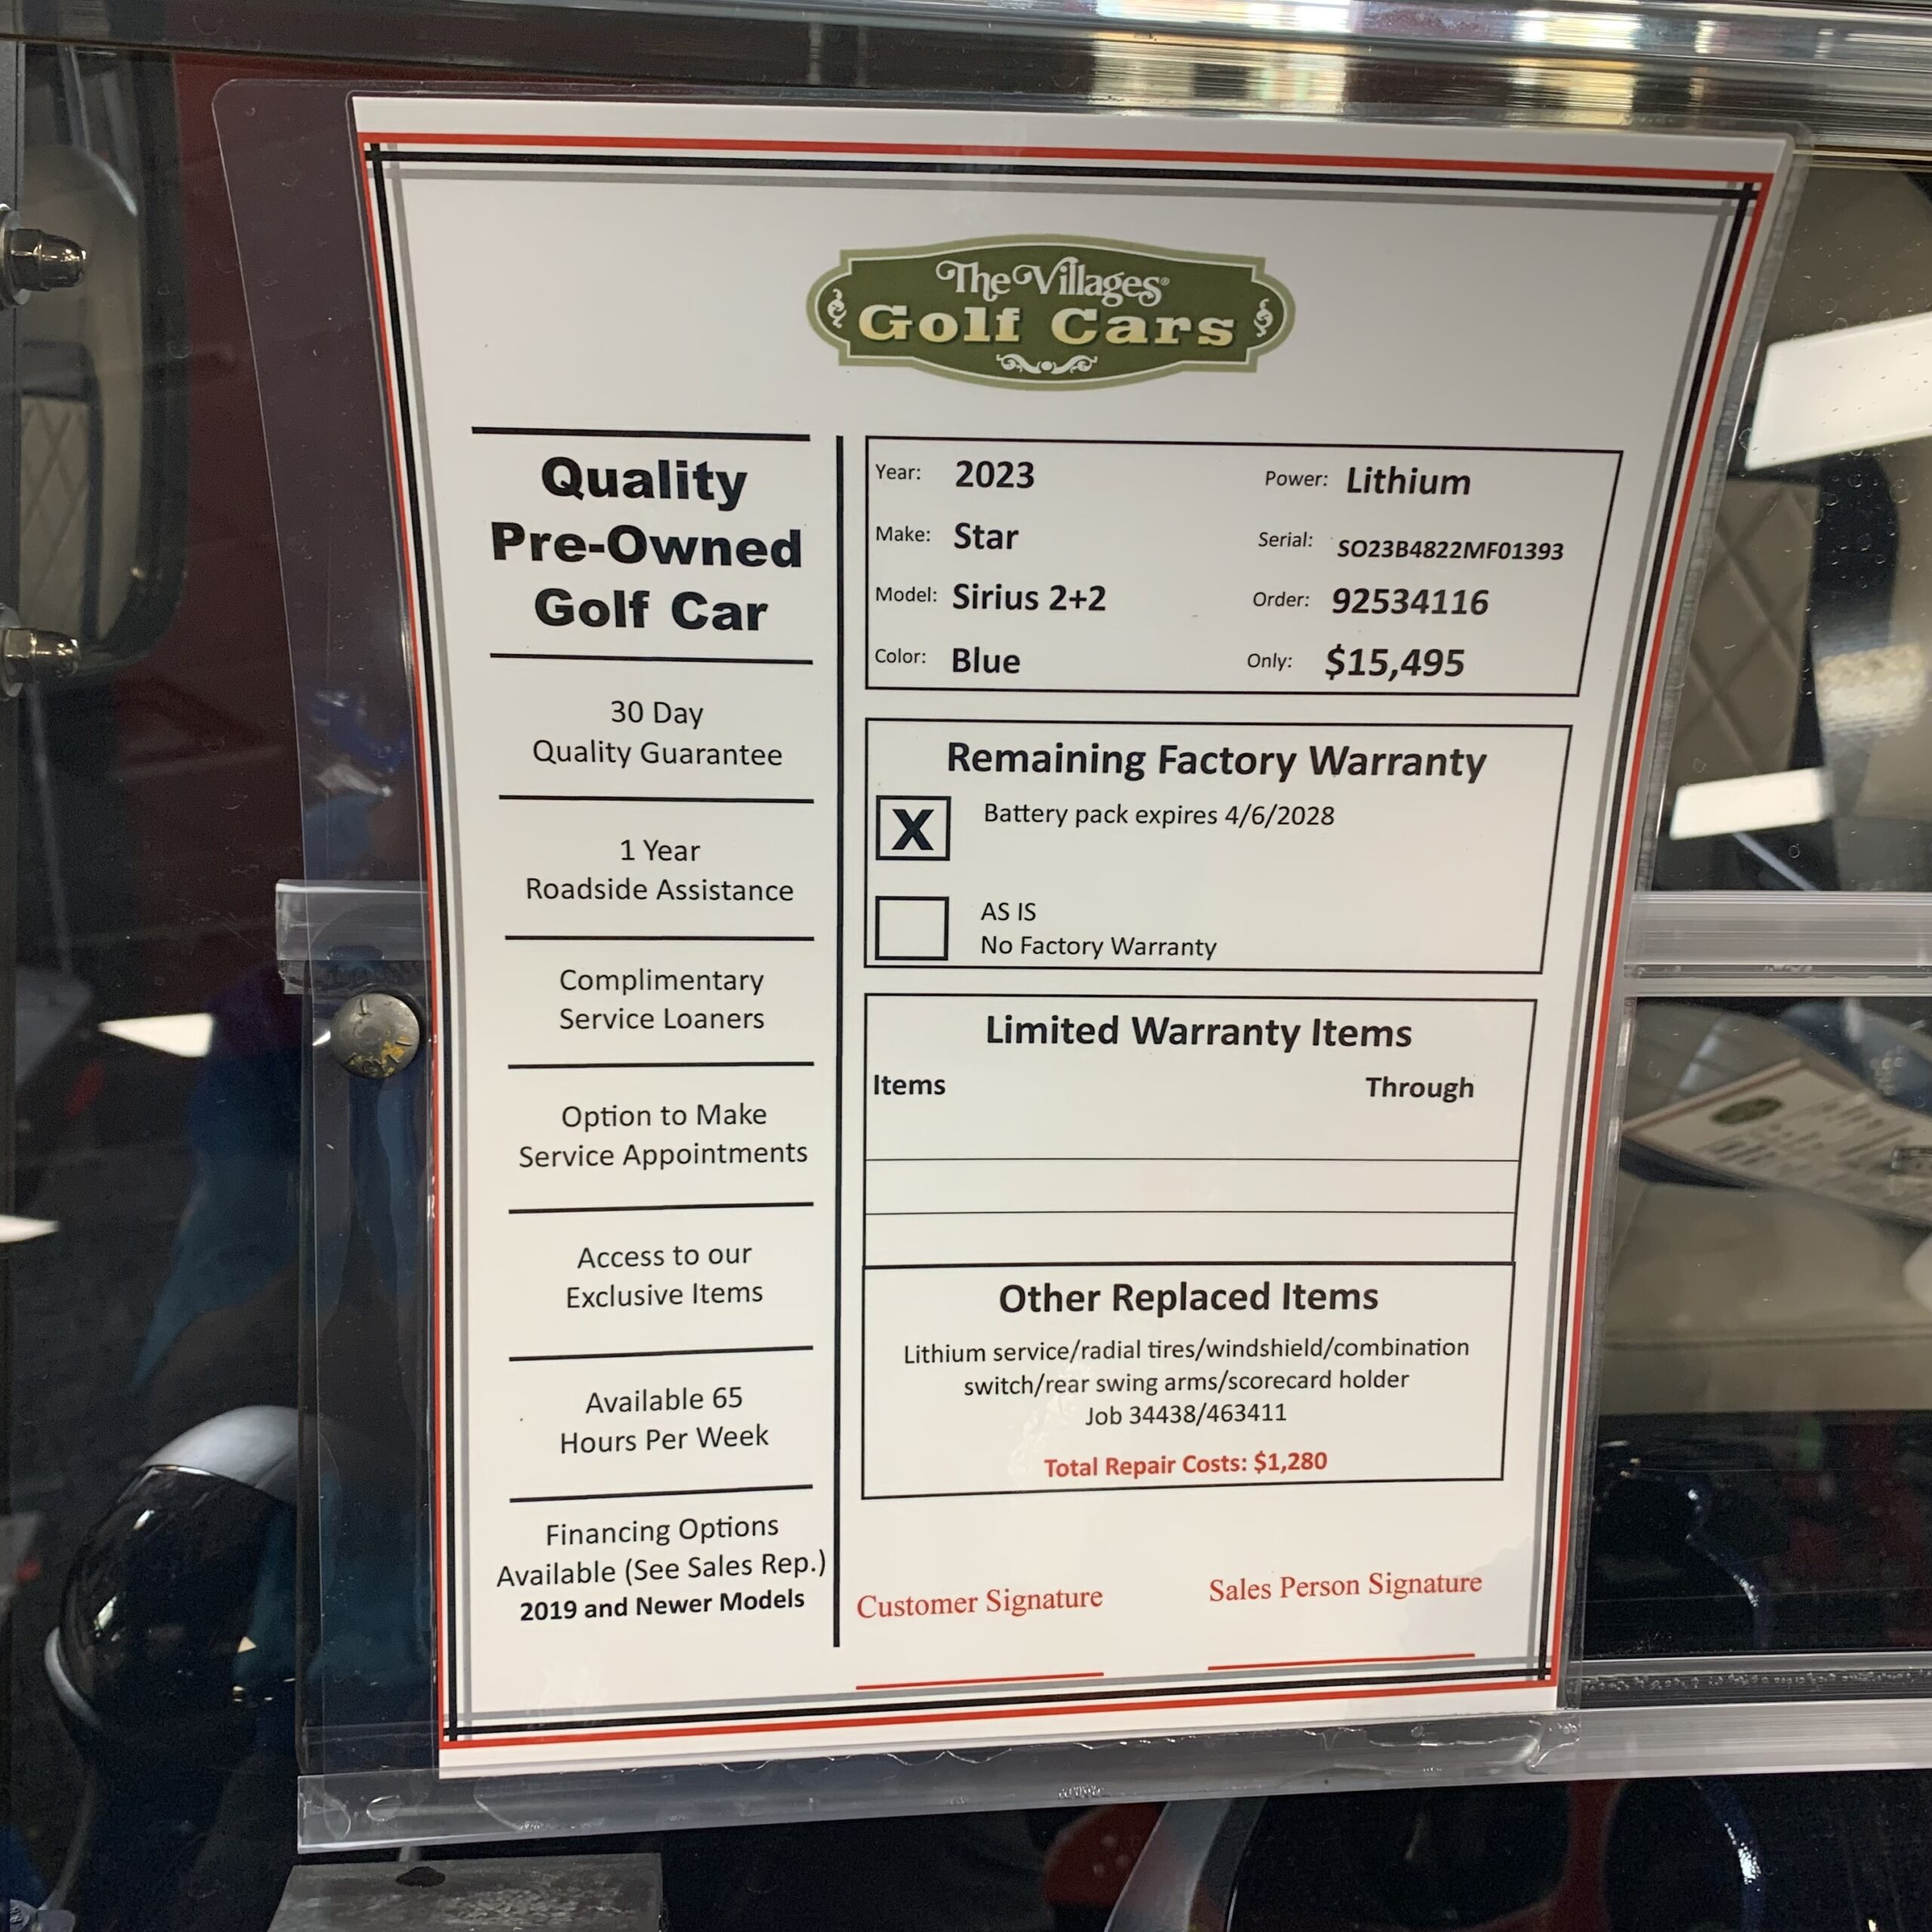 The Villages®
Golf Cars
Quality
Pre-Owned
Golf Car
30 Day
Quality Guarantee
1 Year
Roadside Assistance
Complimentary
Service Loaners
Option to Make
Service Appointments
Access to our
Exclusive Items
Available 65
Hours Per Week
Financing Options
Available (See Sales Rep.)
2019 and Newer Models
Year: 2023 Power: Lithium
Make: Star Serial: SO23B4822MF01393
Model: Sirius 2+2 Order: 92534116
Color: Blue Only: $15,495
Remaining Factory Warranty
X Battery pack expires 4/6/2028
AS IS
No Factory Warranty
Limited Warranty Items
Items Through
Other Replaced Items
Lithium service/radial tires/windshield/combination
switch/rear swing arms/scorecard holder
Job 34438/463411
Total Repair Costs: $1,280
Customer Signature Sales Person Signature